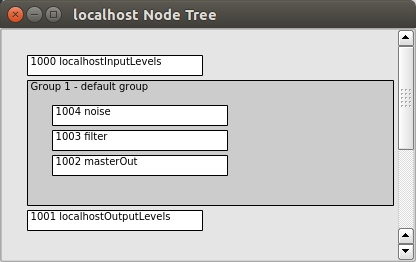 localhost Node Tree
1000 localhostInputLevels
Group 1 - default group
1004 noise
1003 filter
1002 masterOut
1001 localhostOutputLevels